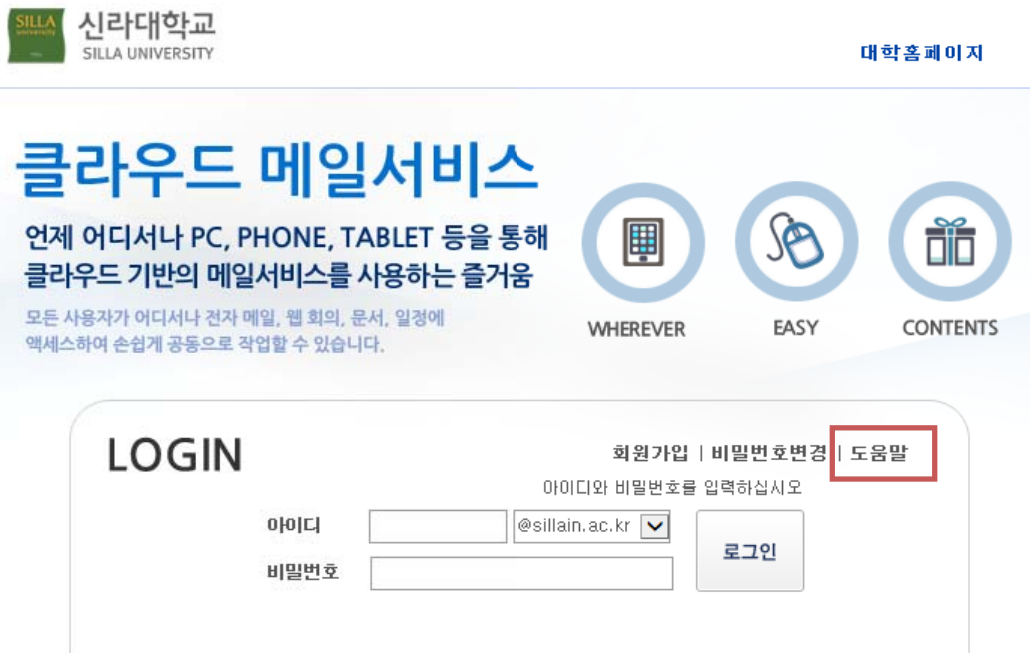 SILLA
신라대학교
SILLA UNIVERSITY
대학홈페이지
클라우드 메일서비스
언제 어디서나 PC, PHONE, TABLET 등을 통해
클라우드 기반의 메일서비스를 사용하는 즐거움
모든 사용자가 어디서나 전자 메일, 웹 회의, 문서, 일정에
액세스하여 손쉽게 공동으로 작업할 수 있습니다.
WHEREVER
EASY
CONTENTS
LOGIN
회원가입 | 비밀번호변경 | 도움말
아이디와 비밀번호를 입력하십시오
아이디
@sillain.ac.kr
비밀번호
로그인